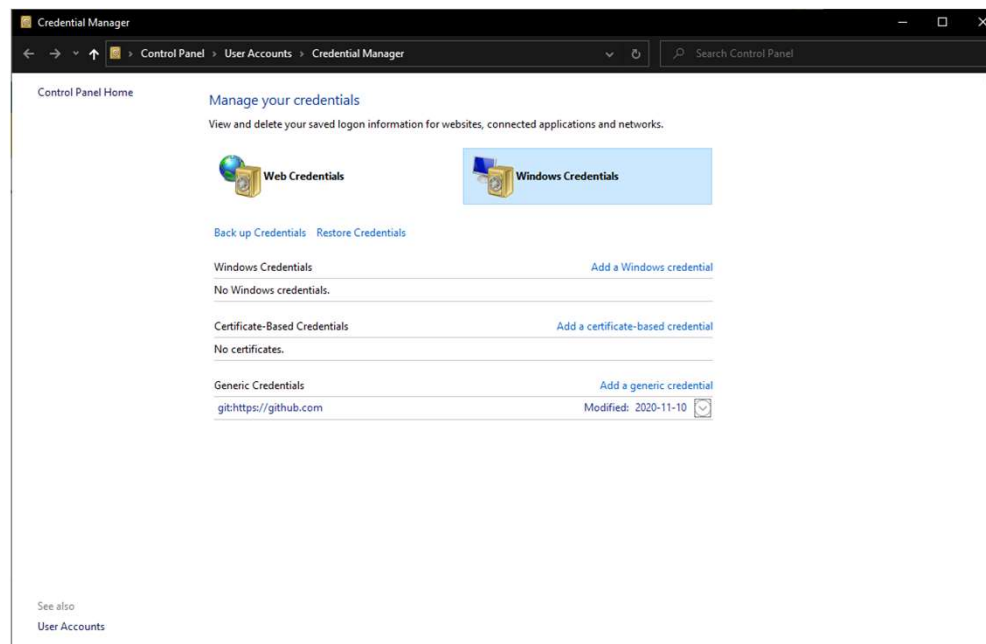 Credential Manager
Control Panel › User Accounts › Credential Manager
Search Control Panel
Control Panel Home
Manage your credentials
View and delete your saved logon information for websites, connected applications and networks.
Web Credentials
Windows Credentials
Back up Credentials Restore Credentials
Windows Credentials Add a Windows credential
No Windows credentials.
Certificate-Based Credentials Add a certificate-based credential
No certificates.
Generic Credentials Add a generic credential
git:https://github.com Modified: 2020-11-10
See also
User Accounts